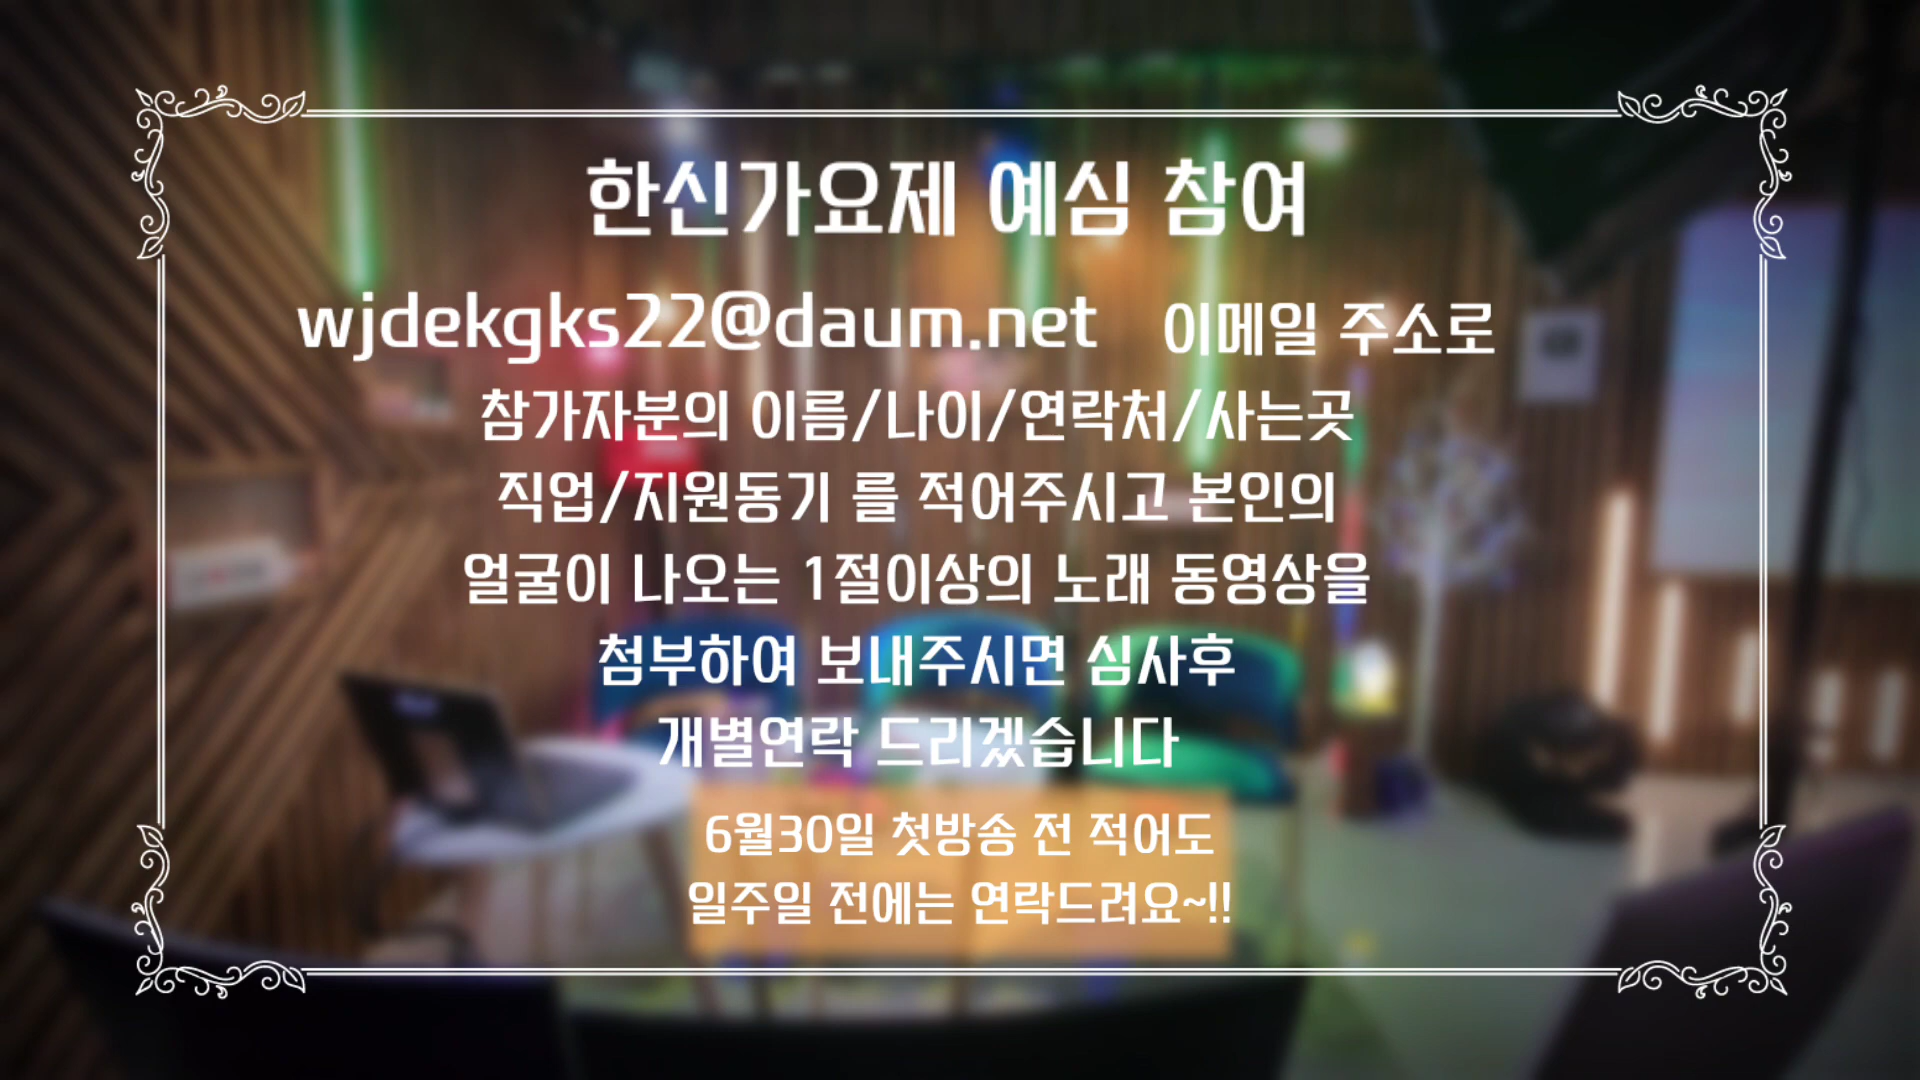 한신가요제 예심 참여
wjdekgks22@daum.net 이메일 주소로
참가자분의 이름/나이/연락처/사는곳
직업/지원동기 를 적어주시고 본인의
얼굴이 나오는 1절이상의 노래 동영상을
첨부하여 보내주시면 심사후
개별연락 드리겠습니다
6월30일 첫방송 전 적어도
일주일 전에는 연락드려요~!!